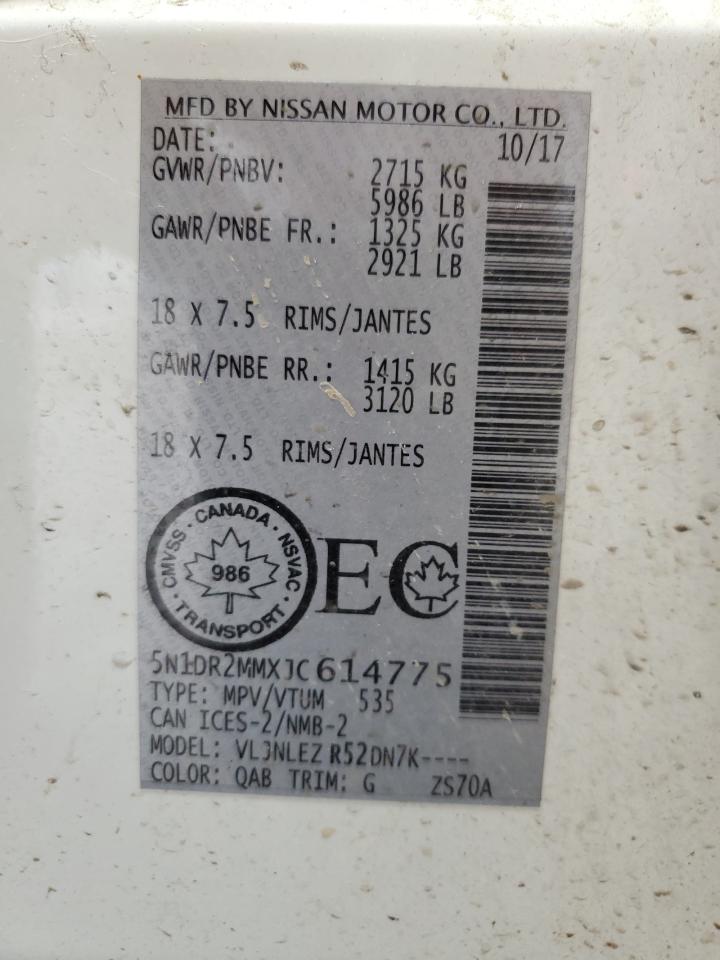 MFD BY NISSAN MOTOR CO., LTD.
DATE: 10/17
GVWR/PNBV: 2715 KG
5986 LB
GAWR/PNBE FR.: 1325 KG
2921 LB
18 X 7.5 RIMS/JANTES
GAWR/PNBE RR.: 1415 KG
3120 LB
18 X 7.5 RIMS/JANTES
CMVSS · CANADA · NSVAC · TRANSPORT ·
986
EC
5N1DR2MMXJC614775
TYPE: MPV/VTUM 535
CAN ICES-2/NMB-2
MODEL: VLJNLEZ R52DN7K----
COLOR: QAB TRIM: G ZS70A